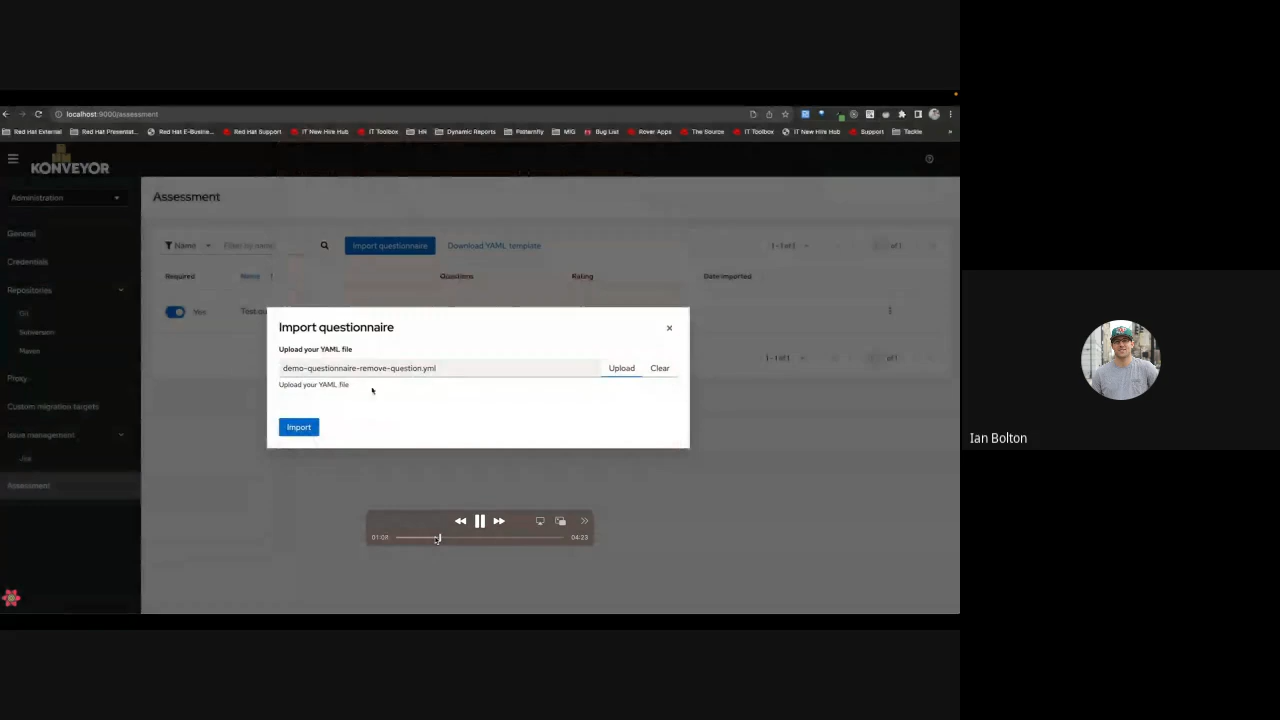 localhost:9000/assessment
Red Hat External Red Hat Presentat... Red Hat E-Busine... Red Hat Support IT New Hire Hub IT Toolbox HR Dynamic Reports Patternfly MIG Bug List Rover Apps The Source IT Toolbox IT New Hire Hub Support Tackle »
KONVEYOR
Administration
Assessment
General
Name Filter by name Import questionnaire Download YAML template 1 - 1 of 1 of 1
Credentials
Required Name Questions Rating Date imported
Repositories
Git
Yes Test qu
Subversion
Maven
Import questionnaire
Upload your YAML file
demo-questionnaire-remove-question.yml Upload Clear
Upload your YAML file
1 - 1 of 1 of 1
Import
Proxy
Custom migration targets
Issue management
Jira
Assessment
01:08 04:23
Ian Bolton